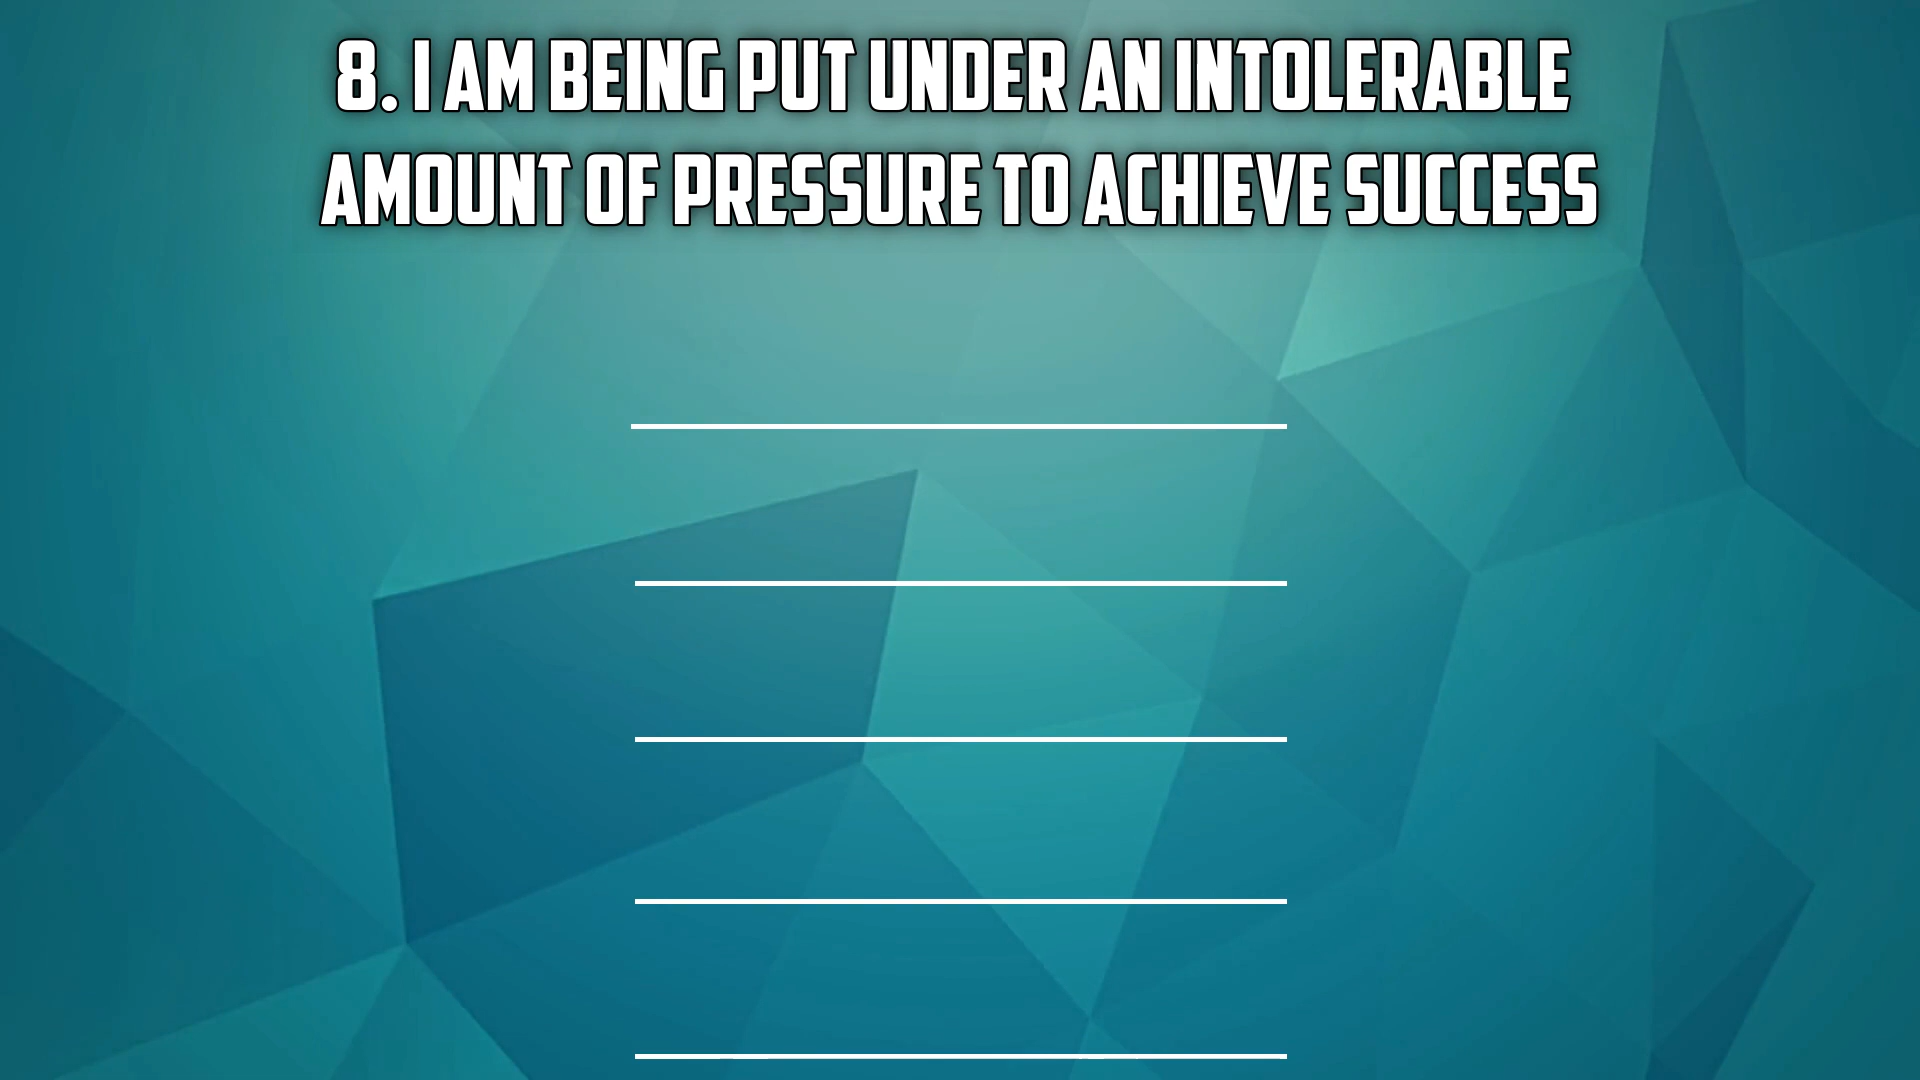 8. I AM BEING PUT UNDER AN INTOLERABLE
AMOUNT OF PRESSURE TO ACHIEVE SUCCESS